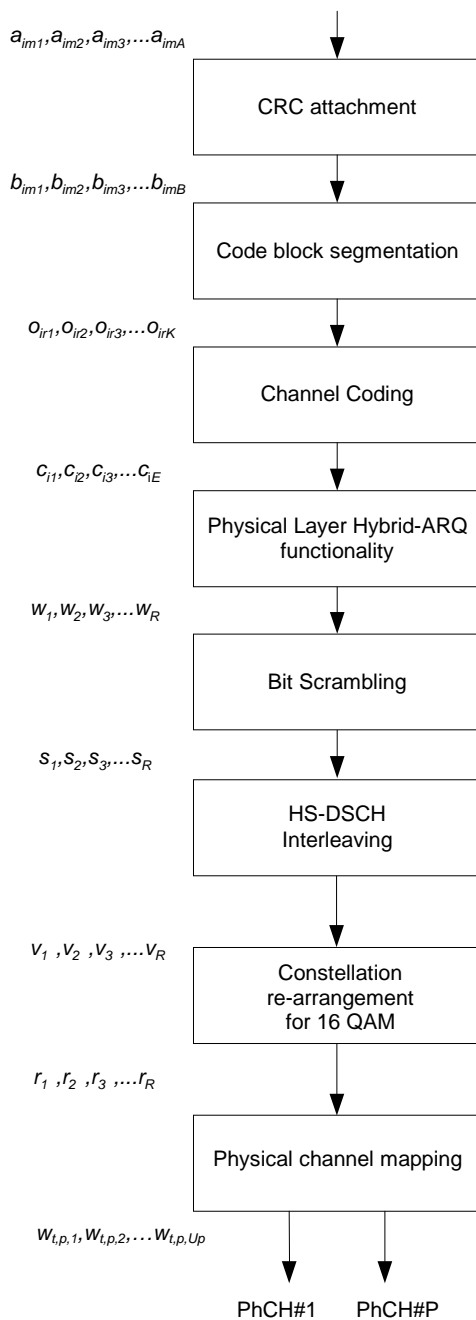 a_im1,a_im2,a_im3,...a_imA
CRC attachment
b_im1,b_im2,b_im3,...b_imB
Code block segmentation
o_ir1,o_ir2,o_ir3,...o_irK
Channel Coding
c_i1,c_i2,c_i3,...c_iE
Physical Layer Hybrid-ARQ
functionality
w_1,w_2,w_3,...w_R
Bit Scrambling
s_1,s_2,s_3,...s_R
HS-DSCH
Interleaving
v_1 ,v_2 ,v_3 ,...v_R
Constellation
re-arrangement
for 16 QAM
r_1 ,r_2 ,r_3 ,...r_R
Physical channel mapping
w_t,p,1,w_t,p,2,...w_t,p,Up
PhCH#1 PhCH#P